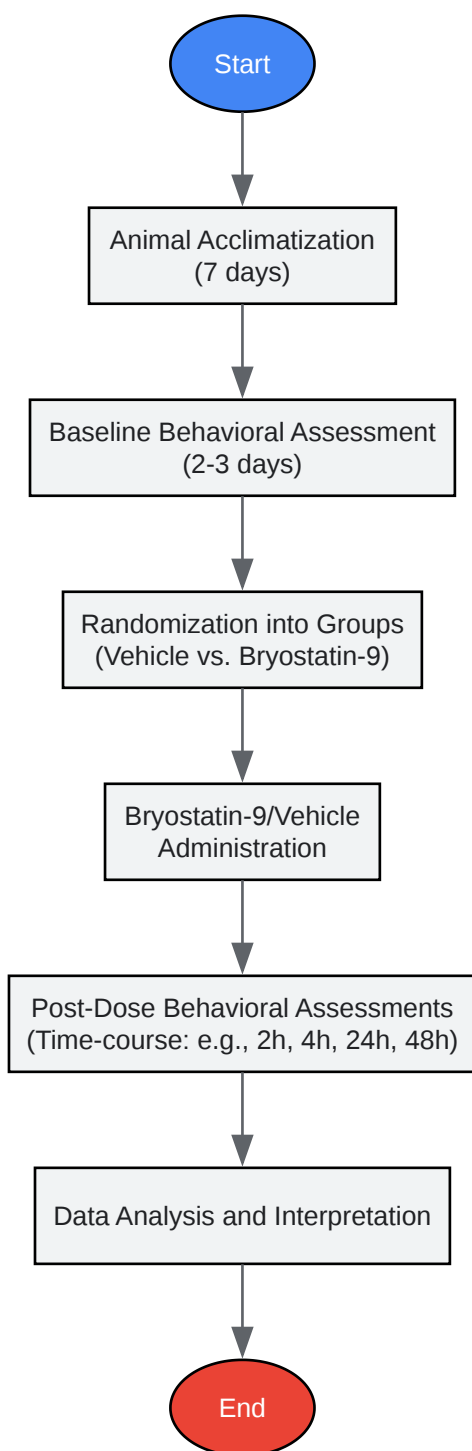 Start
Animal Acclimatization
(7 days)
Baseline Behavioral Assessment
(2-3 days)
Randomization into Groups
(Vehicle vs. Bryostatin-9)
Bryostatin-9/Vehicle
Administration
Post-Dose Behavioral Assessments
(Time-course: e.g., 2h, 4h, 24h, 48h)
Data Analysis and Interpretation
End